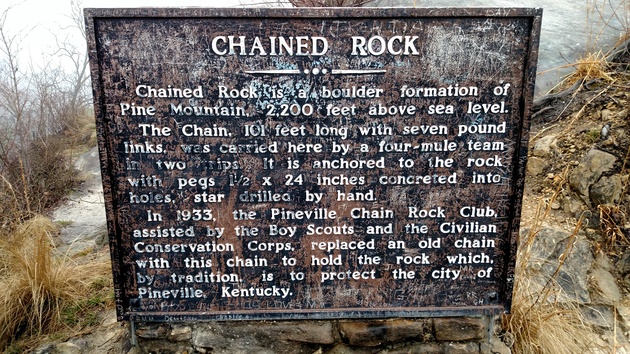 CHAINED ROCK
Chained Rock is a boulder formation of
Pine Mountain, 2,200 feet above sea level.
The Chain, 101 feet long with seven pound
links, was carried here by a four-mule team
in two trips. It is anchored to the rock
with pegs 1½ x 24 inches concreted into
holes, star drilled by hand.
In 1933, the Pineville Chain Rock Club,
assisted by the Boy Scouts and the Civilian
Conservation Corps, replaced an old chain
with this chain to hold the rock which,
by tradition, is to protect the city of
Pineville, Kentucky.